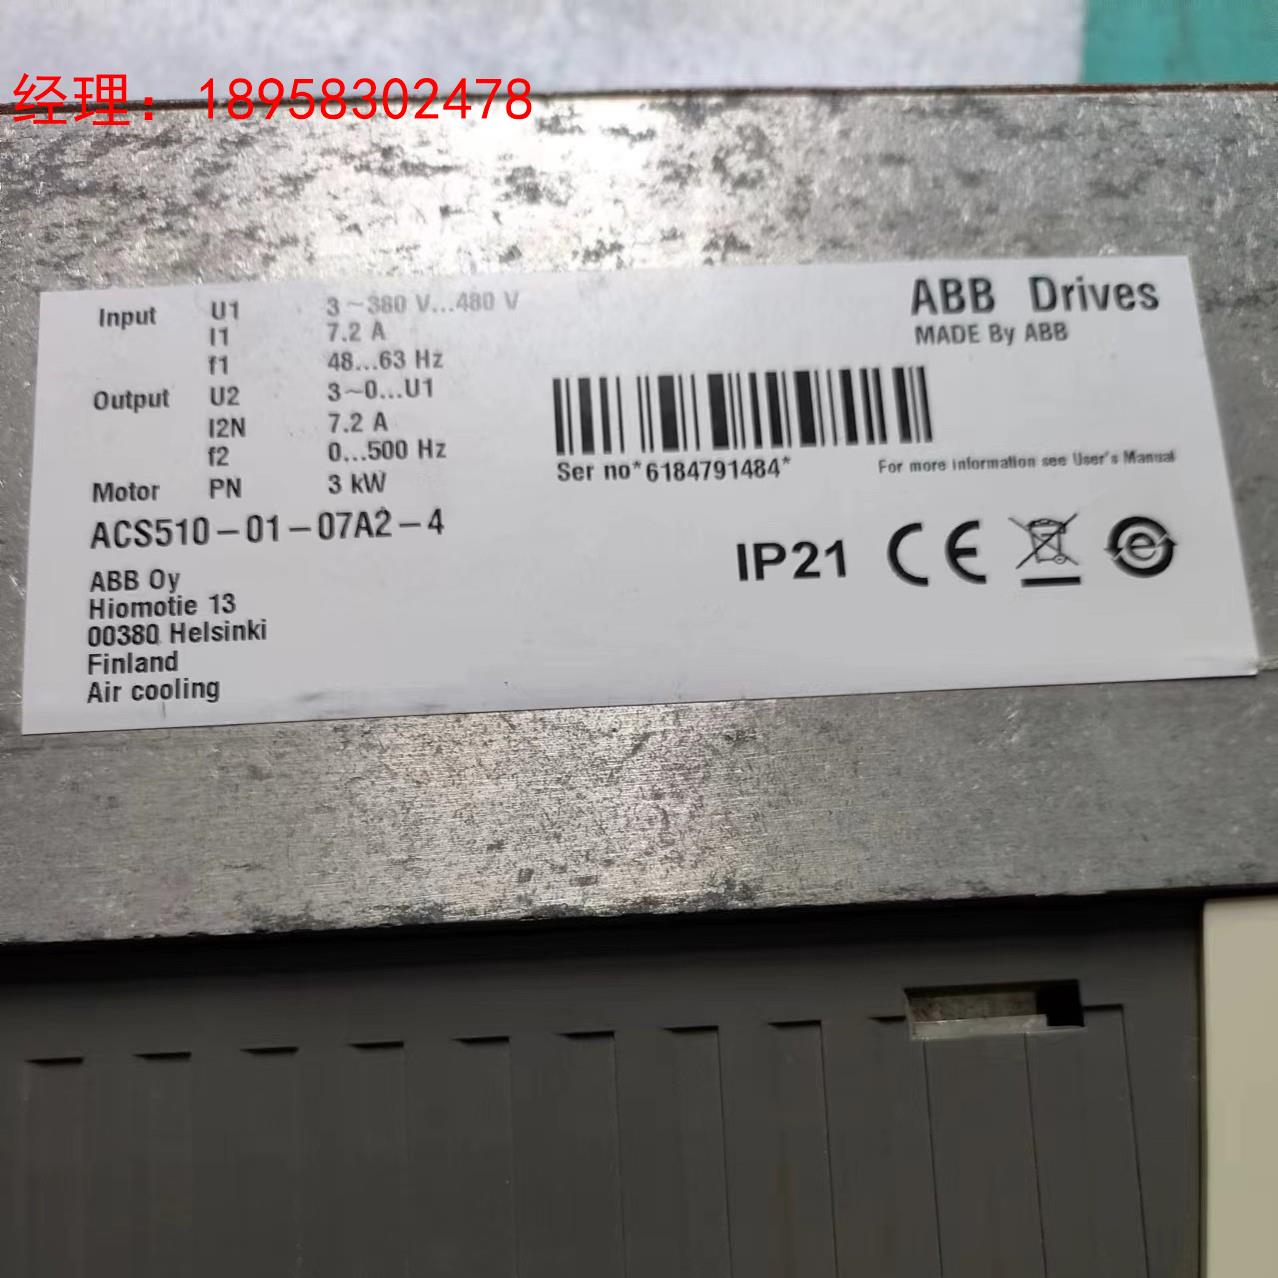 经理：18958302478
Input U1 3~380 V...480 V
I1 7.2 A
f1 48...63 Hz
Output U2 3~0...U1
I2N 7.2 A
f2 0...500 Hz
Motor PN 3 kW
ACS510-01-07A2-4
ABB Oy
Hiomotie 13
00380 Helsinki
Finland
Air cooling
ABB Drives
MADE By ABB
Ser no*6184791484*
For more information see User's Manual
IP21 CE